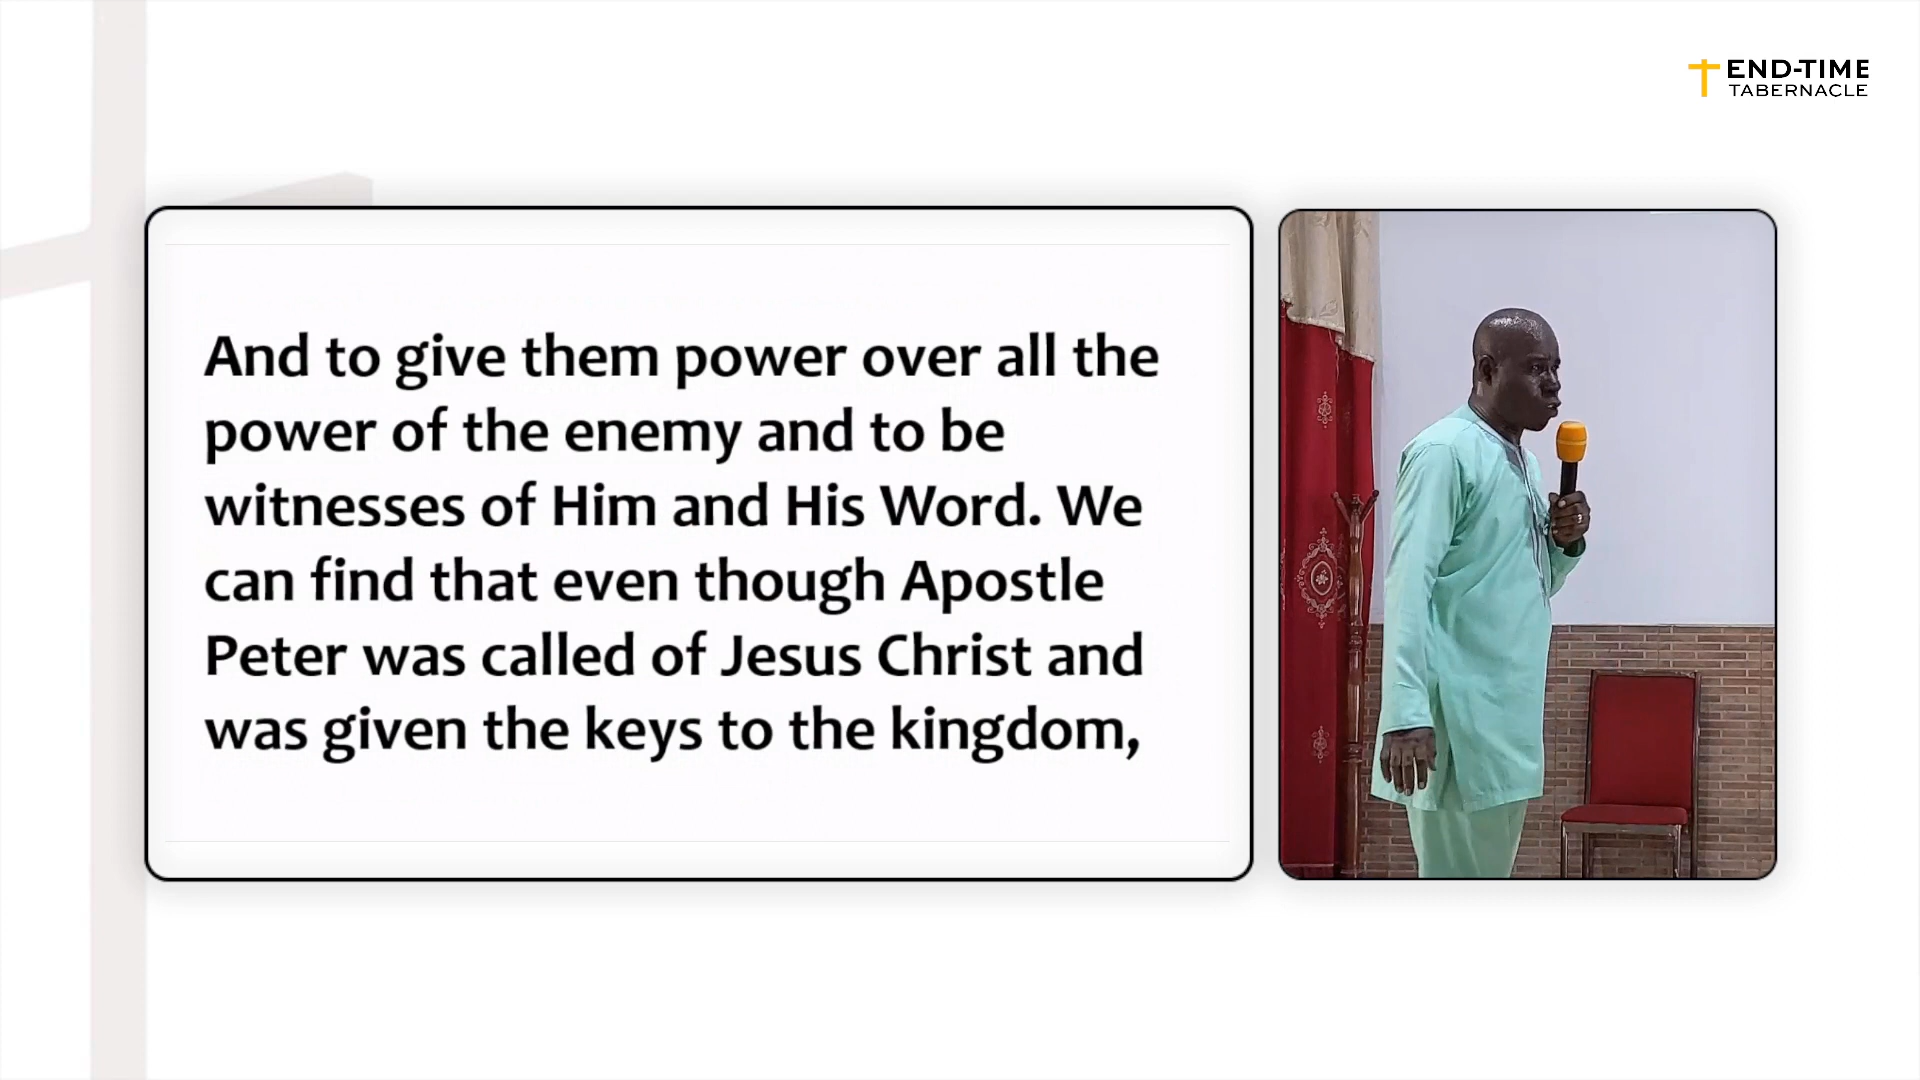 END-TIME
TABERNACLE
And to give them power over all the
power of the enemy and to be
witnesses of Him and His Word. We
can find that even though Apostle
Peter was called of Jesus Christ and
was given the keys to the kingdom,